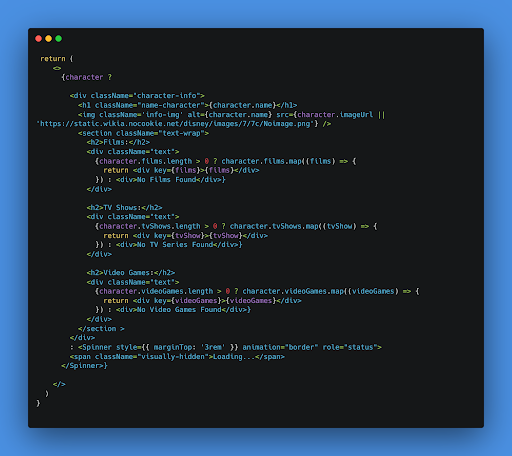 return (
<>
{character ?
<div className="character-info">
<h1 className="name-character">{character.name}</h1>
<img className='info-img' alt={character.name} src={character.imageUrl ||
'https://static.wikia.nocookie.net/disney/images/7/7c/Noimage.png'} />
<section className="text-wrap">
<h2>Films:</h2>
<div className="text">
{character.films.length > 0 ? character.films.map((films) => {
return <div key={films}>{films}</div>
}) : <div>No Films Found</div>}
</div>
<h2>TV Shows:</h2>
<div className="text">
{character.tvShows.length > 0 ? character.tvShows.map((tvShow) => {
return <div key={tvShow}>{tvShow}</div>
}) : <div>No TV Series Found</div>}
</div>
<h2>Video Games:</h2>
<div className="text">
{character.videoGames.length > 0 ? character.videoGames.map((videoGames) => {
return <div key={videoGames}>{videoGames}</div>
}) : <div>No Video Games Found</div>}
</div>
</section >
</div>
: <Spinner style={{ marginTop: '3rem' }} animation="border" role="status">
<span className="visually-hidden">Loading...</span>
</Spinner>}
</>
)
}